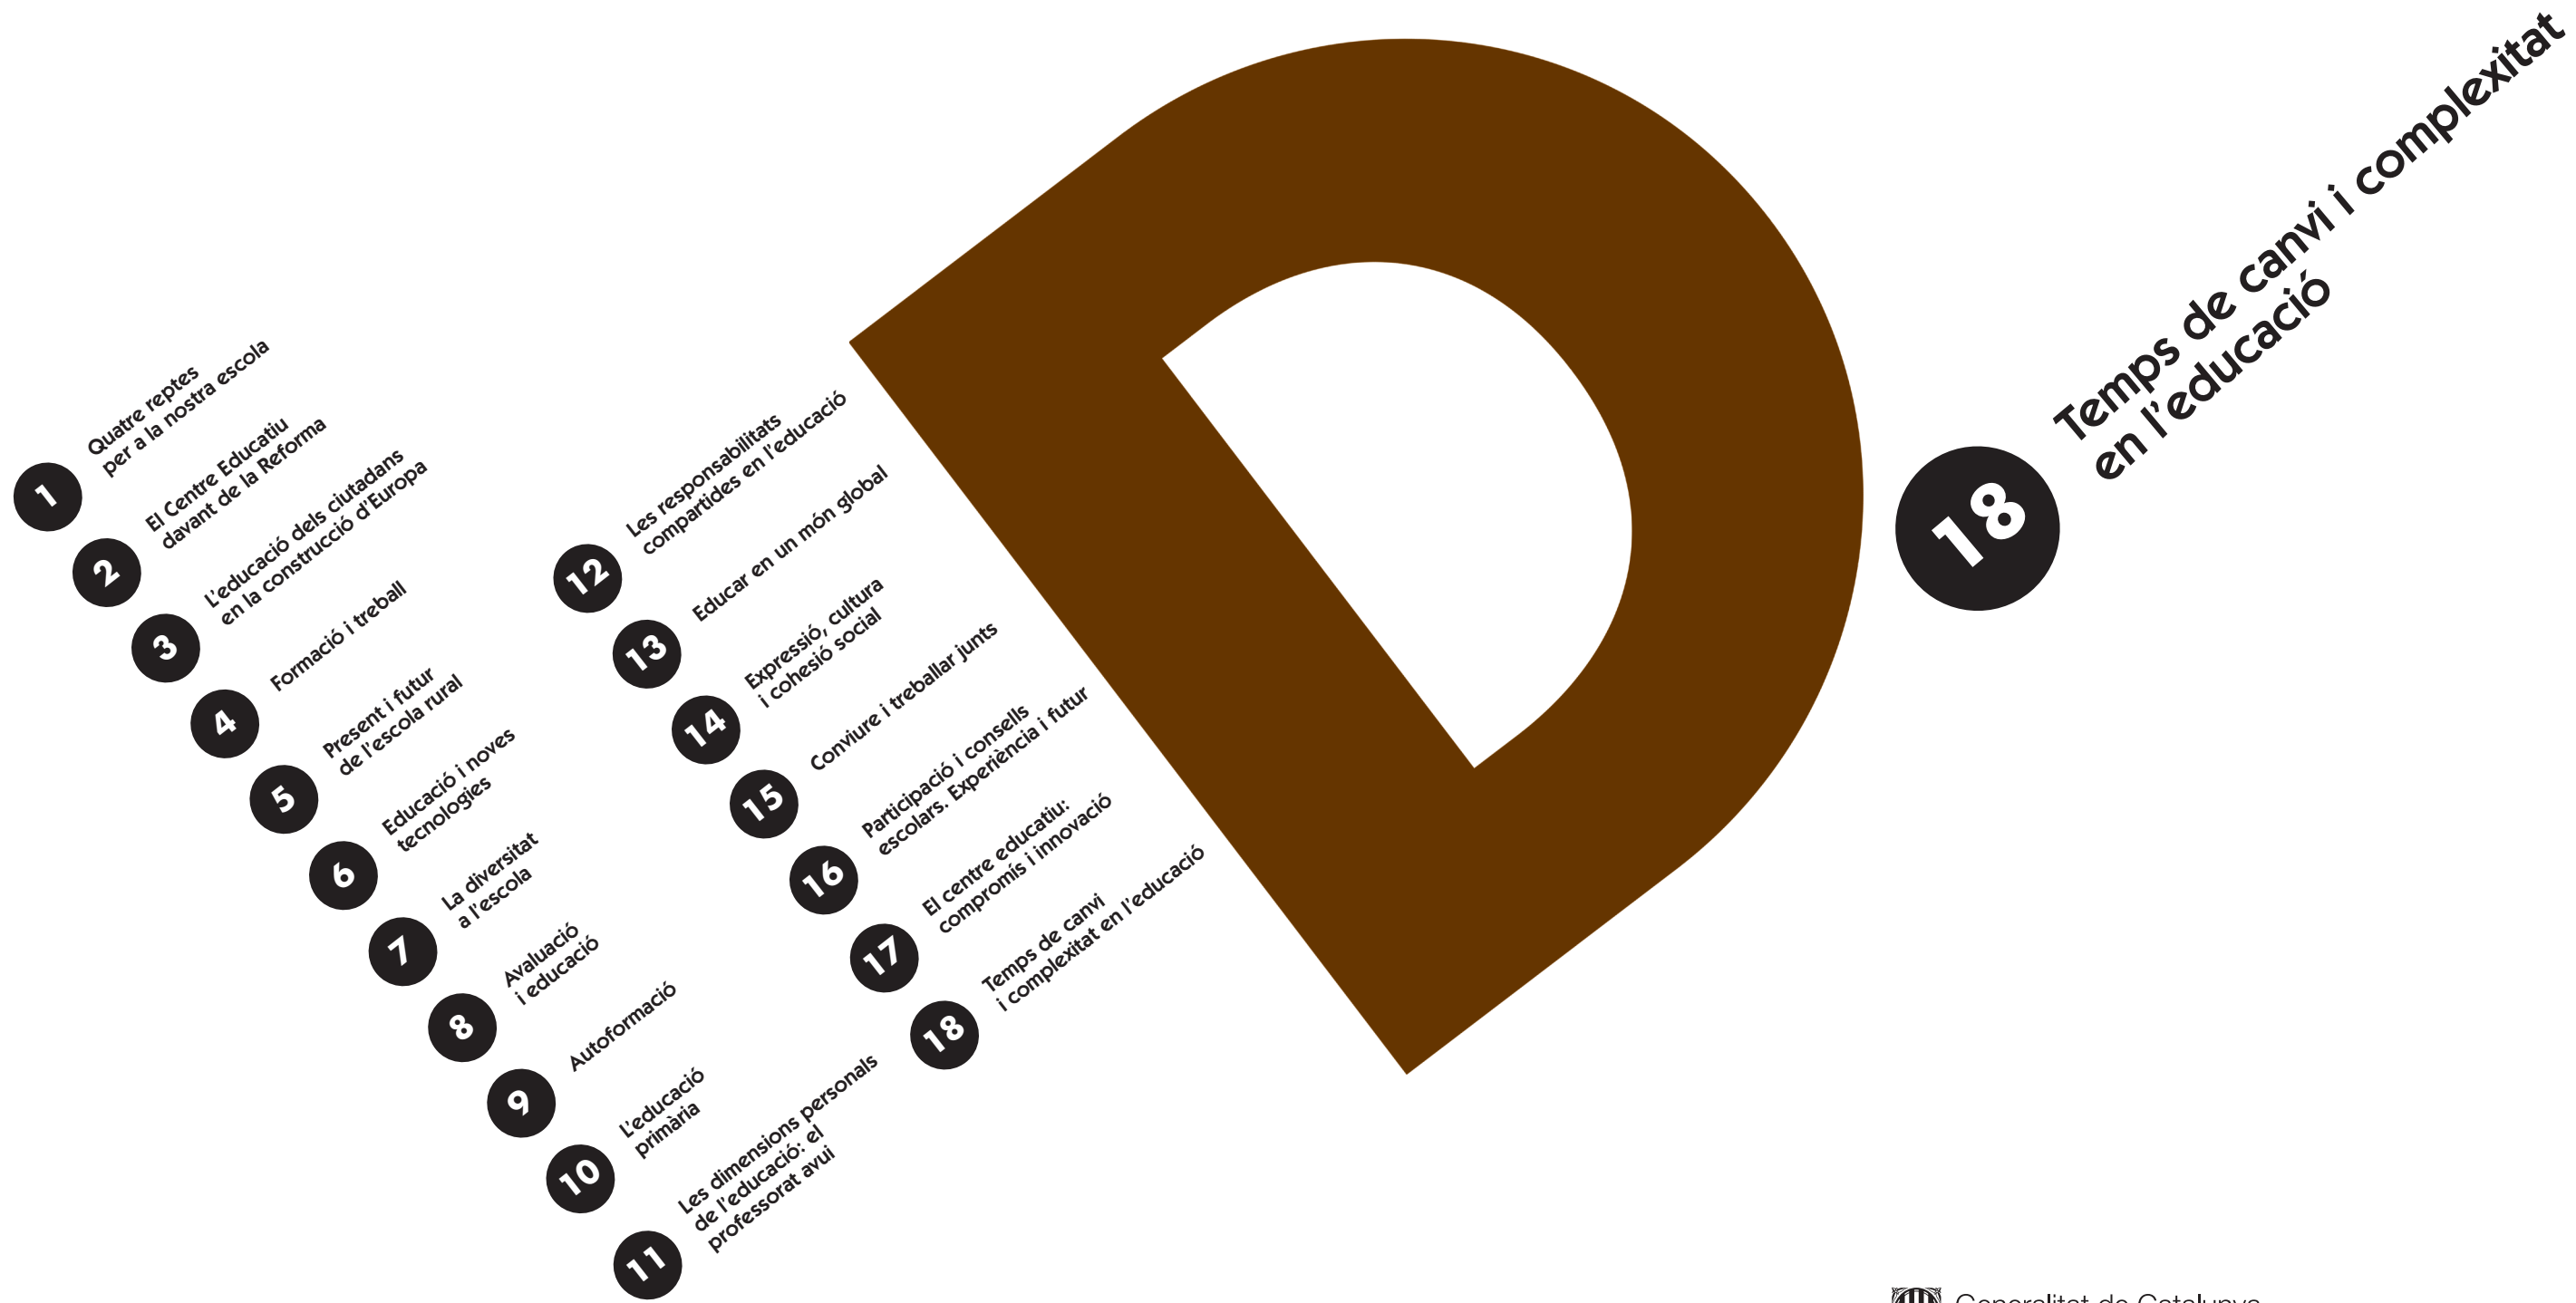 1
Quatre reptes
per a la nostra escola
2
El Centre Educatiu
davant de la Reforma
3
L'educació dels ciutadans
en la construcció d'Europa
4
Formació i treball
5
Present i futur
de l'escola rural
6
Educació i noves
tecnologies
7
La diversitat
a l'escola
8
Avaluació
i educació
9
Autoformació
10
L'educació
primària
11
Les dimensions personals
de l'educació: el
professorat avui
12
Les responsabilitats
compartides en l'educació
13
Educar en un món global
14
Expressió, cultura
i cohesió social
15
Conviure i treballar junts
16
Participació i consells
escolars. Experiència i futur
17
El centre educatiu:
compromís i innovació
18
Temps de canvi
i complexitat en l'educació
D
18
Temps de canvi i complexitat
en l'educació
Generalitat de Catalunya